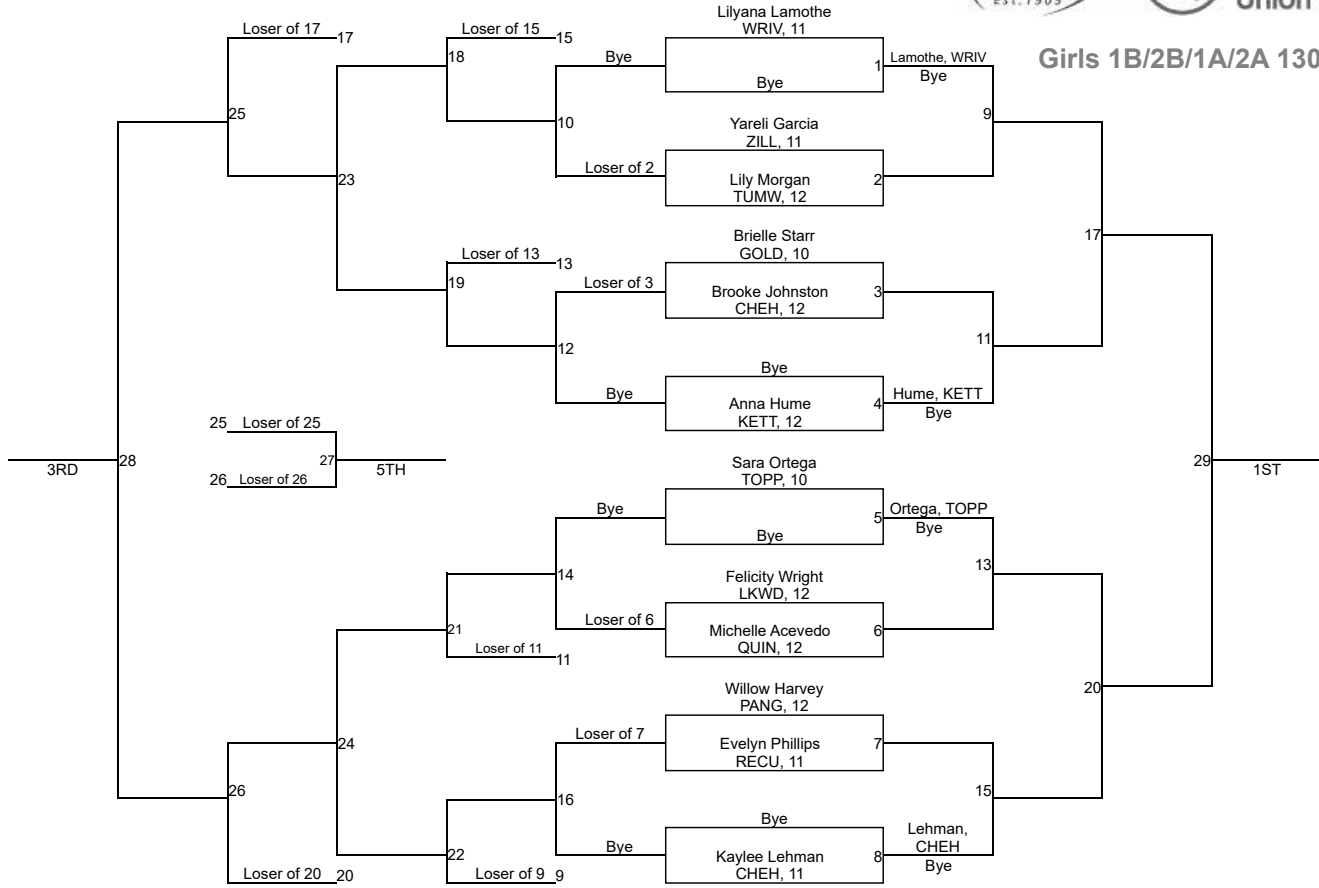 EST. 1905
Union
Girls 1B/2B/1A/2A 130
Lilyana Lamothe
WRIV, 11
Loser of 17
17
Loser of 15
15
18
Bye
1
Lamothe, WRIV
Bye
Bye
25
10
9
Yareli Garcia
ZILL, 11
Loser of 2
Lily Morgan
TUMW, 12
2
23
Brielle Starr
GOLD, 10
17
Loser of 13
13
19
Loser of 3
Brooke Johnston
CHEH, 12
3
12
11
Bye
Bye
Anna Hume
KETT, 12
4
Hume, KETT
Bye
25
Loser of 25
3RD
28
27
5TH
26
Loser of 26
Sara Ortega
TOPP, 10
29
1ST
Bye
5
Ortega, TOPP
Bye
Bye
14
13
Felicity Wright
LKWD, 12
Loser of 6
Michelle Acevedo
QUIN, 12
6
21
Loser of 11
11
20
Willow Harvey
PANG, 12
Loser of 7
Evelyn Phillips
RECU, 11
7
24
26
16
15
Bye
Bye
Kaylee Lehman
CHEH, 11
8
Lehman,
CHEH
Bye
22
Loser of 20
20
Loser of 9
9